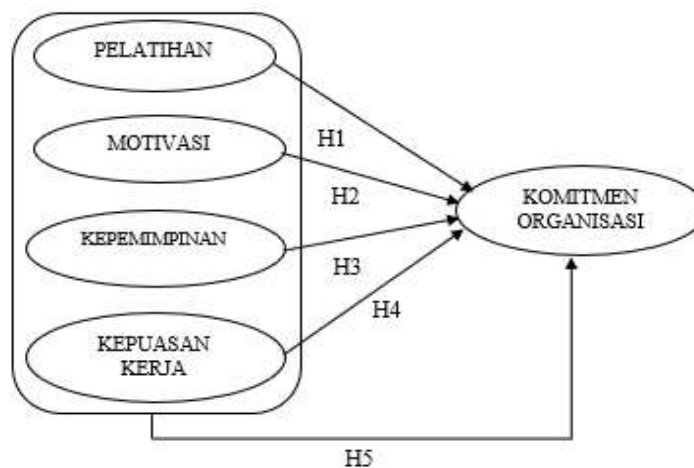 PELATIHAN
MOTIVASI
KEPEMIMPINAN
KEPUASAN
KERJA
H1
H2
H3
H4
KOMITMEN
ORGANISASI
H5